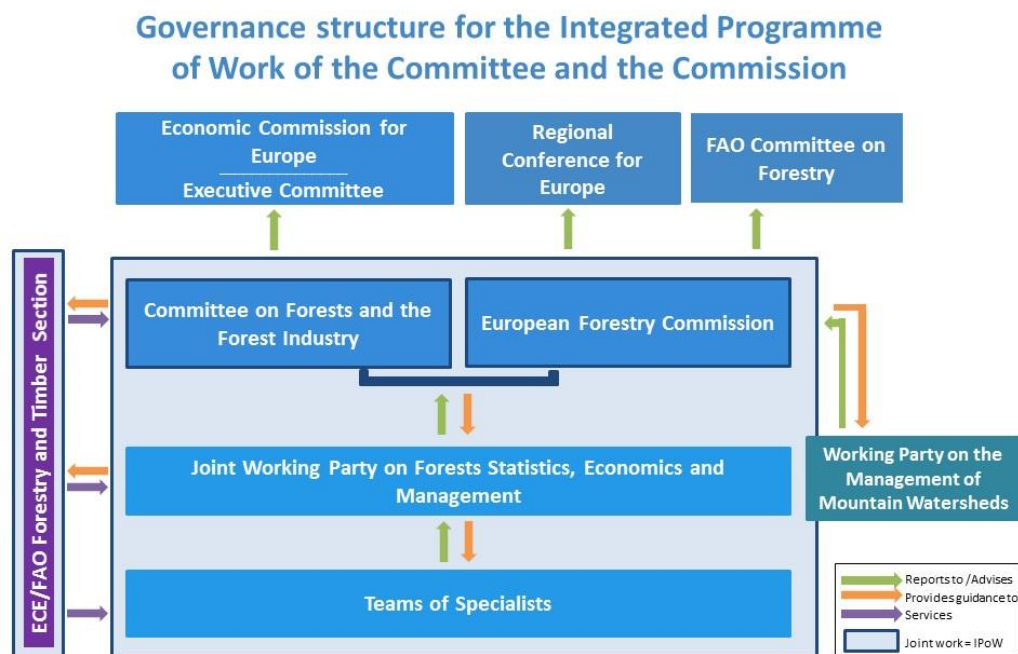 Governance structure for the Integrated Programme
of Work of the Committee and the Commission
Economic Commission for
Europe
Executive Committee
Regional
Conference for
Europe
FAO Committee on
Forestry
ECE/FAO Forestry and Timber Section
Committee on Forests and the
Forest Industry
European Forestry Commission
Joint Working Party on Forests Statistics, Economics and
Management
Working Party on the
Management of
Mountain Watersheds
Teams of Specialists
Reports to /Advises
Provides guidance to
Services
Joint work = IPoW